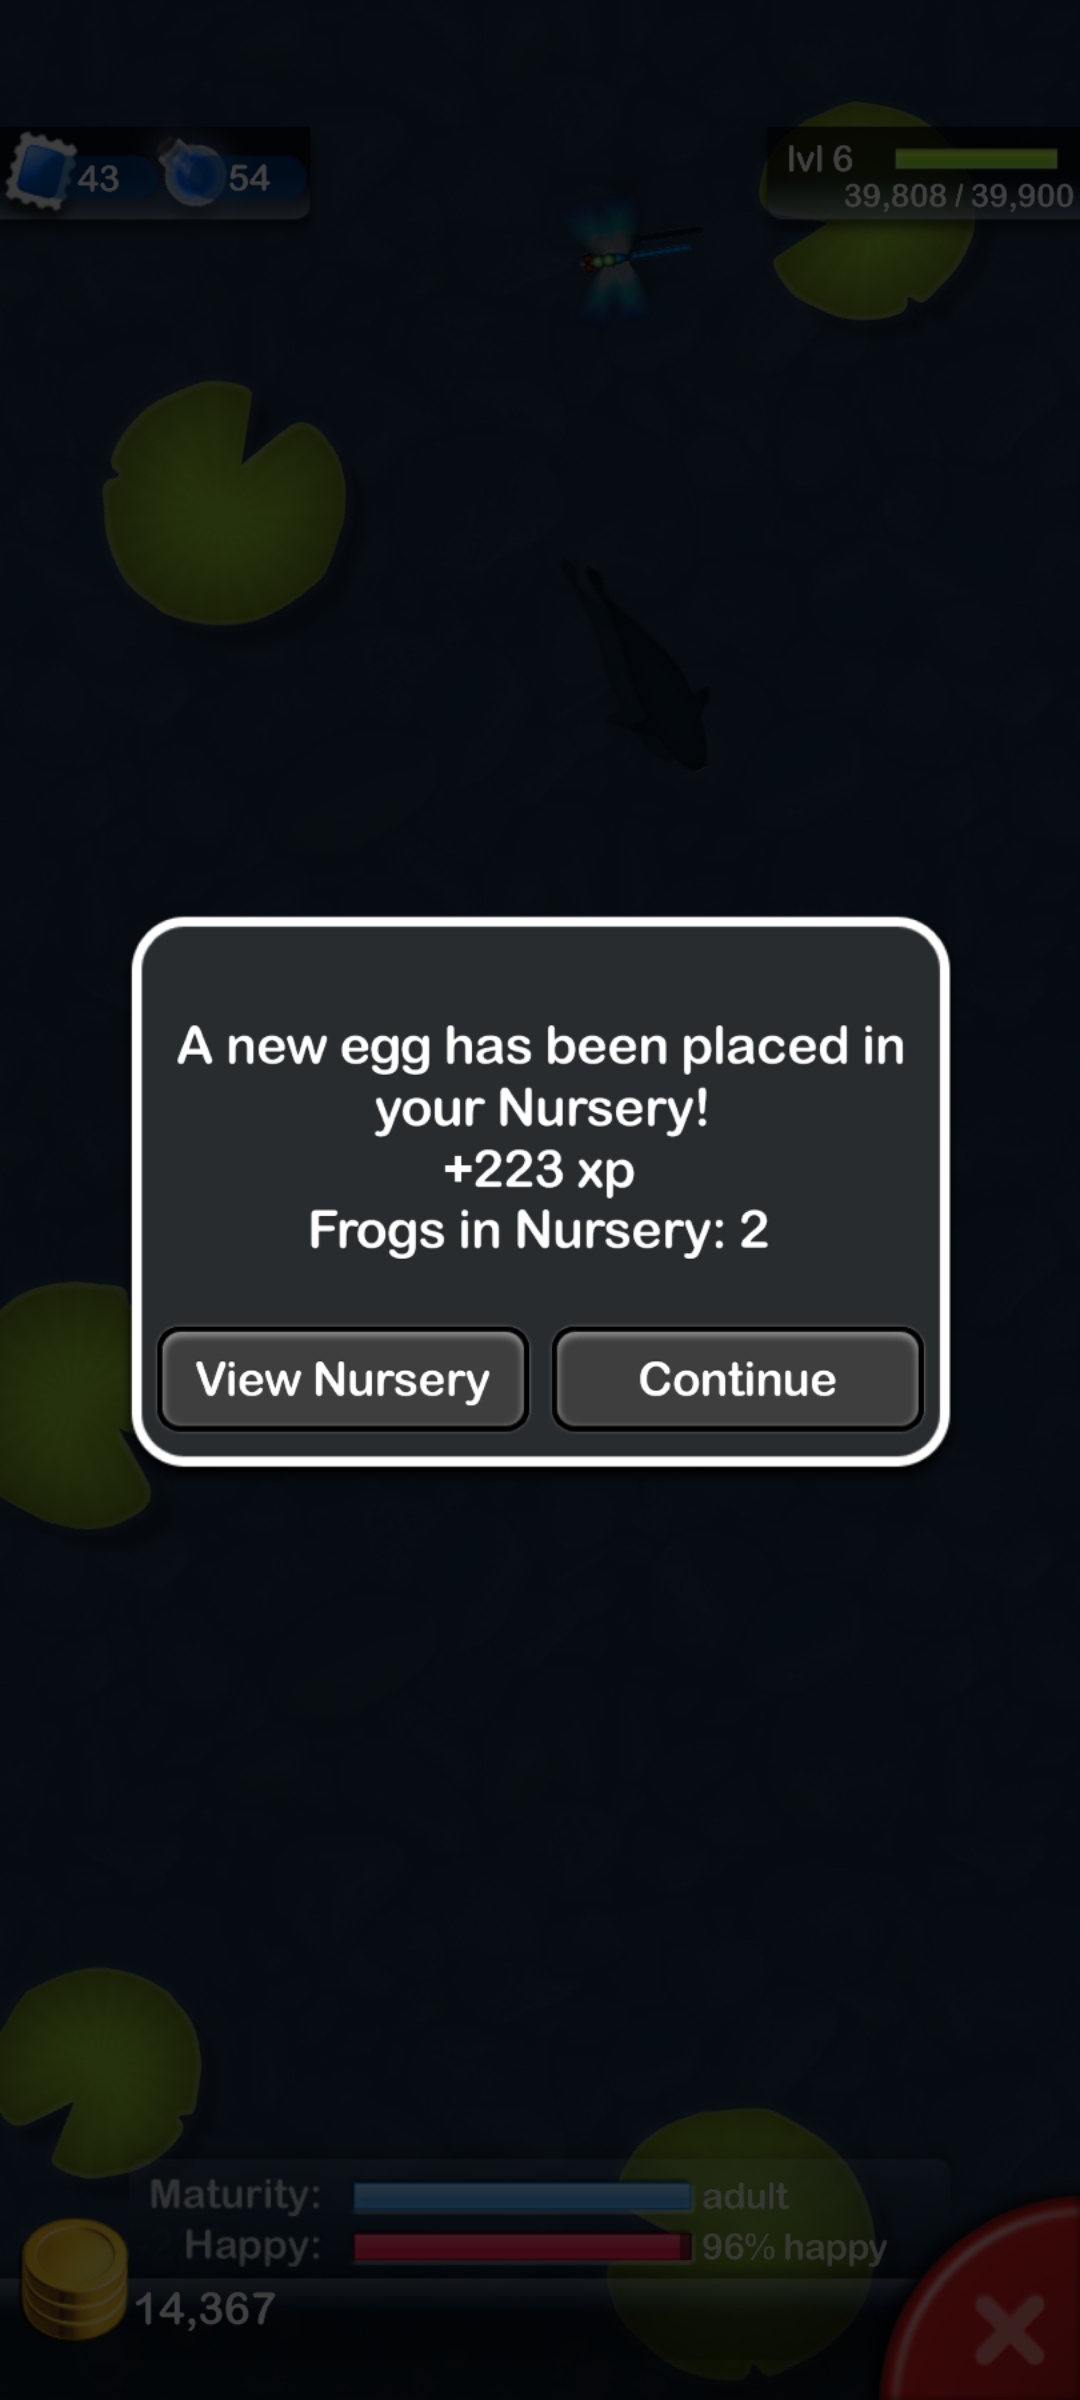 43 54
lvl 6
39,808 / 39,900
A new egg has been placed in
your Nursery!
+223 xp
Frogs in Nursery: 2
View Nursery Continue
Maturity: adult
Happy: 96% happy
14,367